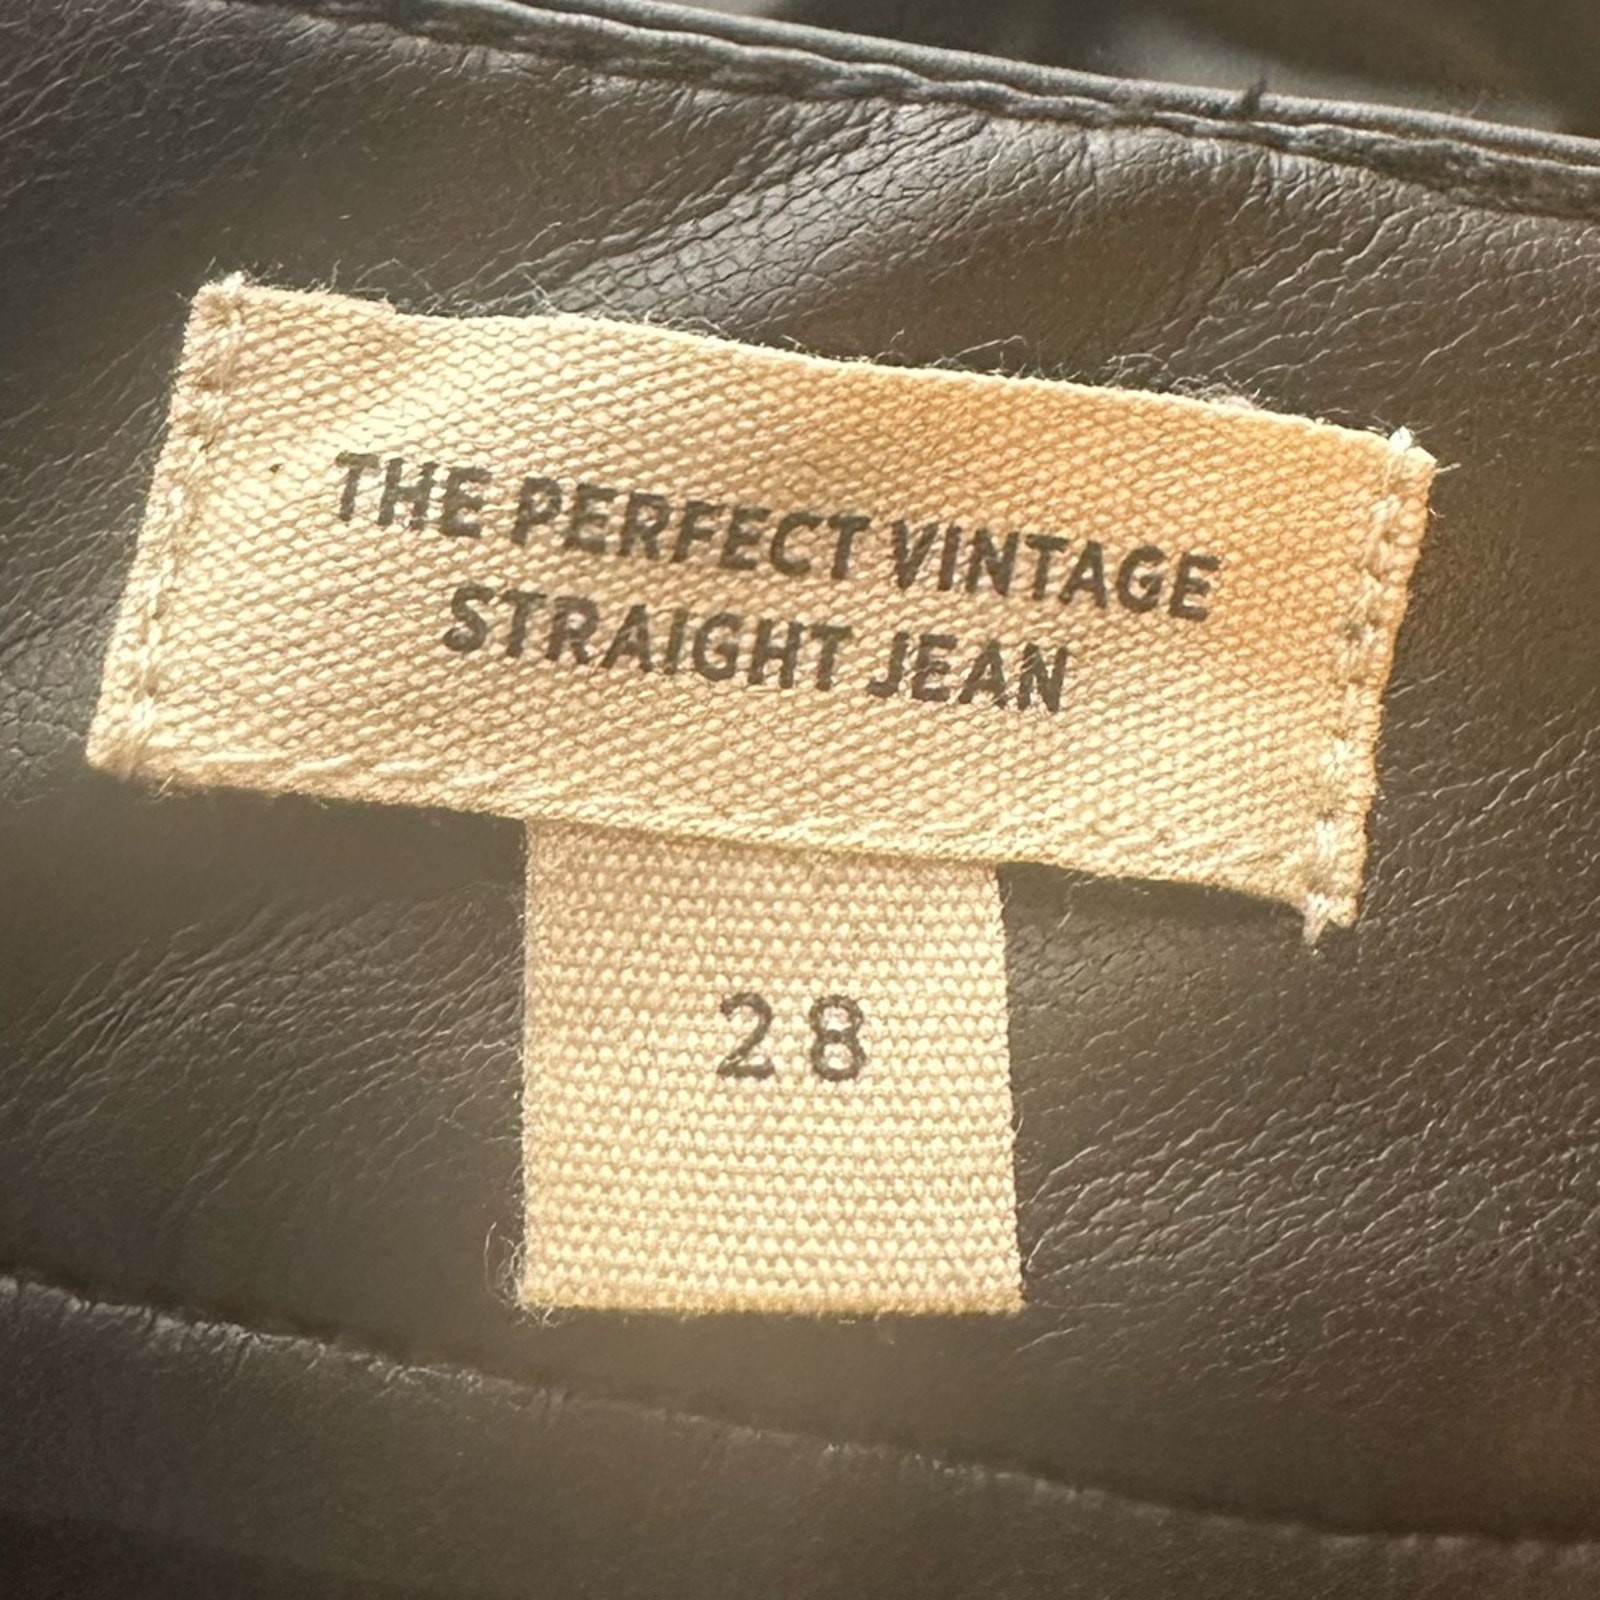 THE PERFECT VINTAGE
STRAIGHT JEAN
28